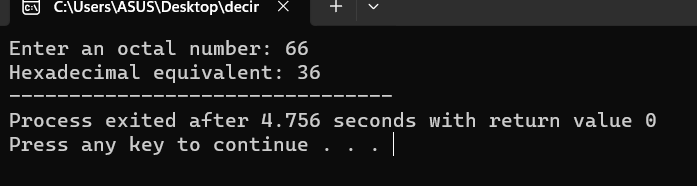 C:\Users\ASUS\Desktop\decir
Enter an octal number: 66
Hexadecimal equivalent: 36
--------------------------------
Process exited after 4.756 seconds with return value 0
Press any key to continue . . .